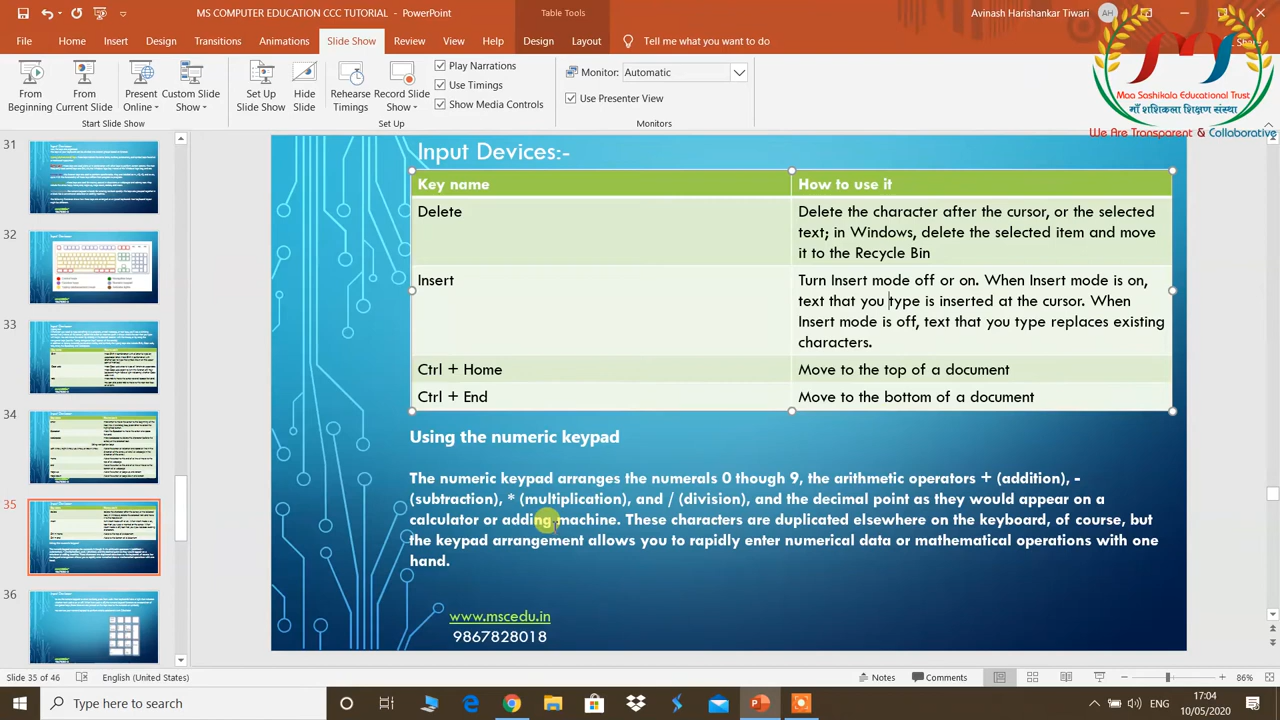 MS COMPUTER EDUCATION CCC TUTORIAL - PowerPoint
Table Tools
Avinash Harishankar Tiwari
AH
File Home Insert Design Transitions Animations Slide Show Review View Help Design Layout Tell me what you want to do
Share
From Beginning
From Current Slide
Present Online
Custom Slide Show
Start Slide Show
Set Up Slide Show
Hide Slide
Rehearse Timings
Record Slide Show
Play Narrations
Use Timings
Show Media Controls
Set Up
Monitor: Automatic
Use Presenter View
Monitors
Maa Sashikala Educational Trust
माँ शशिकला शिक्षण संस्था
We Are Transparent & Collaborative
31
32
33
34
35
36
Input Devices:-
Key name How to use it
Delete
Delete the character after the cursor, or the selected
text; in Windows, delete the selected item and move
it to the Recycle Bin
Insert
Turn Insert mode off or on. When Insert mode is on,
text that you type is inserted at the cursor. When
Insert mode is off, text that you type replaces existing
characters.
Ctrl + Home Move to the top of a document
Ctrl + End Move to the bottom of a document
Using the numeric keypad
The numeric keypad arranges the numerals 0 though 9, the arithmetic operators + (addition), -
(subtraction), * (multiplication), and / (division), and the decimal point as they would appear on a
calculator or adding machine. These characters are duplicated elsewhere on the keyboard, of course, but
the keypad arrangement allows you to rapidly enter numerical data or mathematical operations with one
hand.
www.mscedu.in
9867828018
Slide 35 of 46 English (United States) Notes Comments 86%
Type here to search
ENG
17:04
10/05/2020